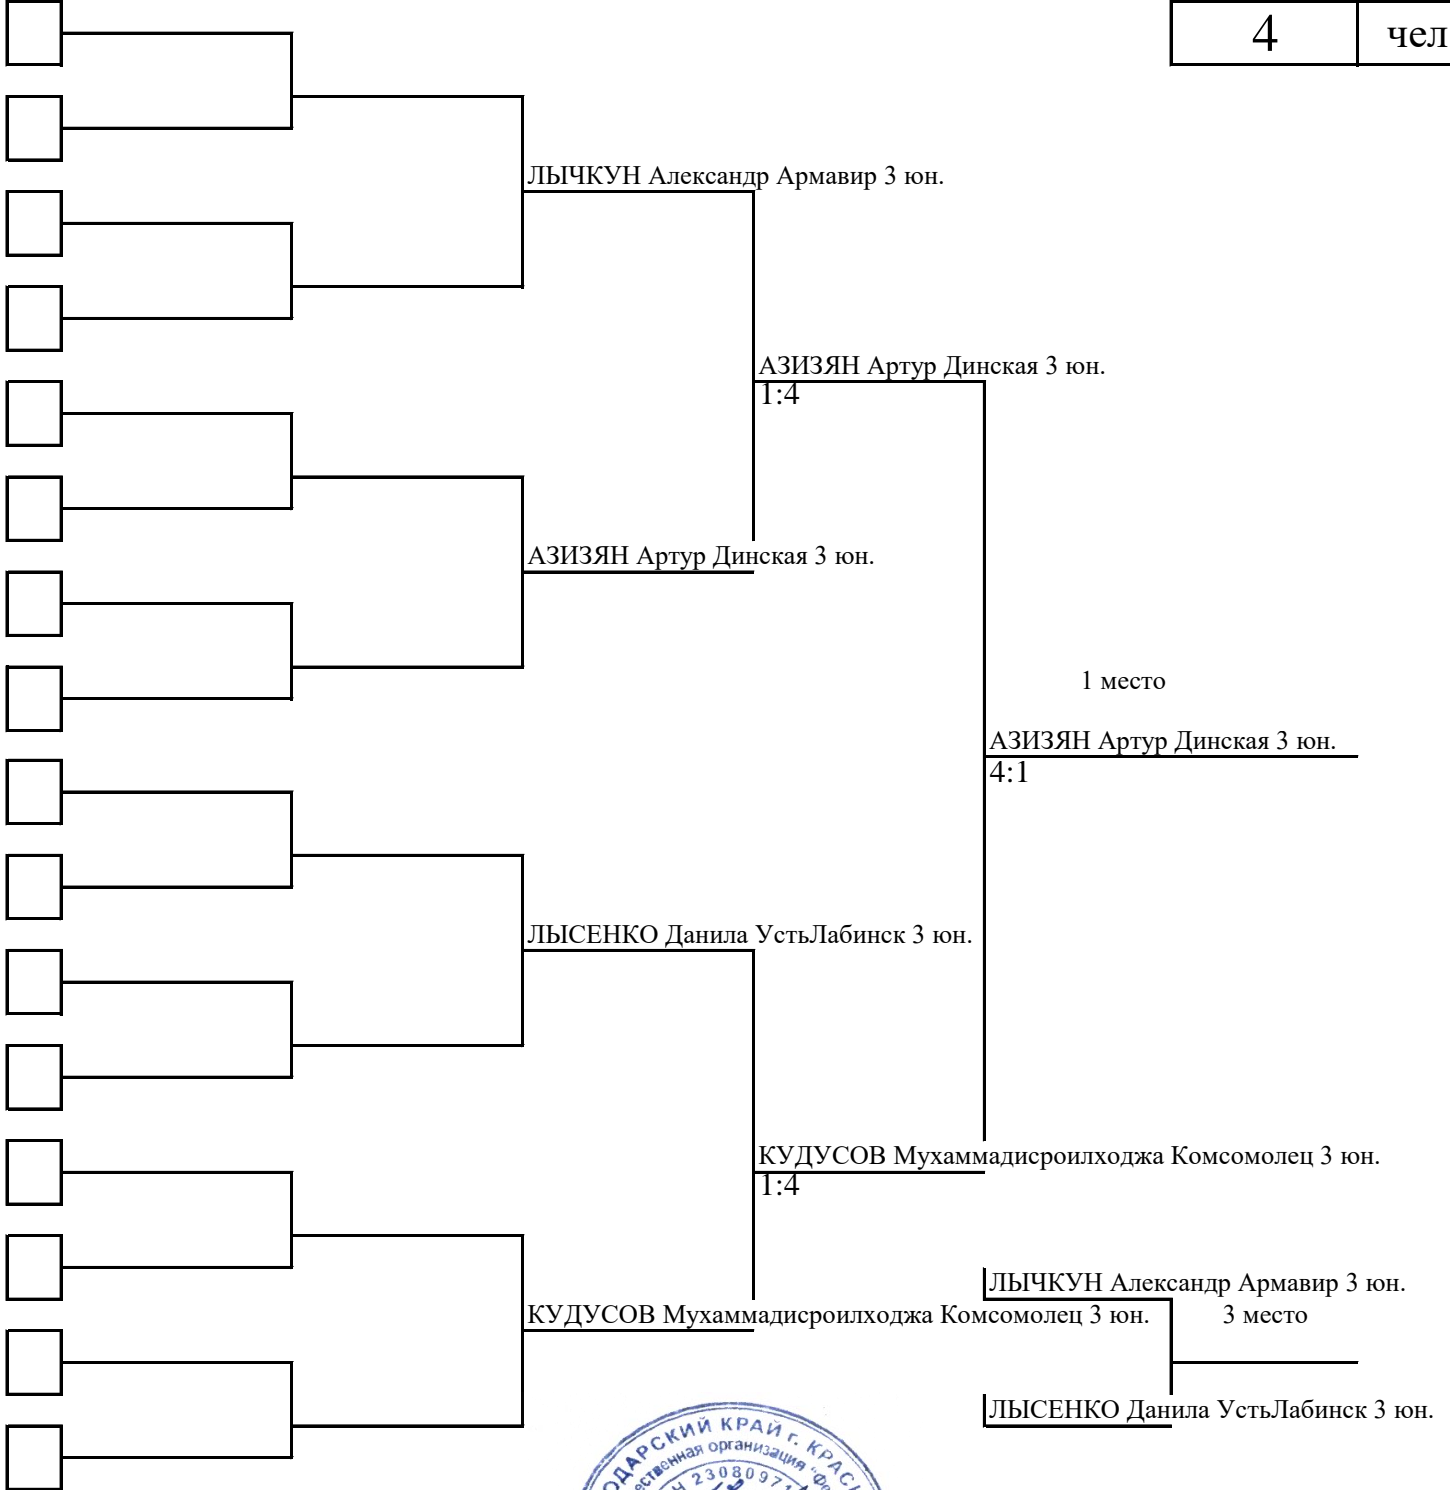 4 чел
ЛЫЧКУН Александр Армавир 3 юн.
АЗИЗЯН Артур Динская 3 юн.
1:4
АЗИЗЯН Артур Динская 3 юн.
1 место
АЗИЗЯН Артур Динская 3 юн.
4:1
ЛЫСЕНКО Данила УстьЛабинск 3 юн.
КУДУСОВ Мухаммадисроилходжа Комсомолец 3 юн.
1:4
ЛЫЧКУН Александр Армавир 3 юн.
КУДУСОВ Мухаммадисроилходжа Комсомолец 3 юн.
3 место
ЛЫСЕНКО Данила УстьЛабинск 3 юн.
КРАЙ г.
организация